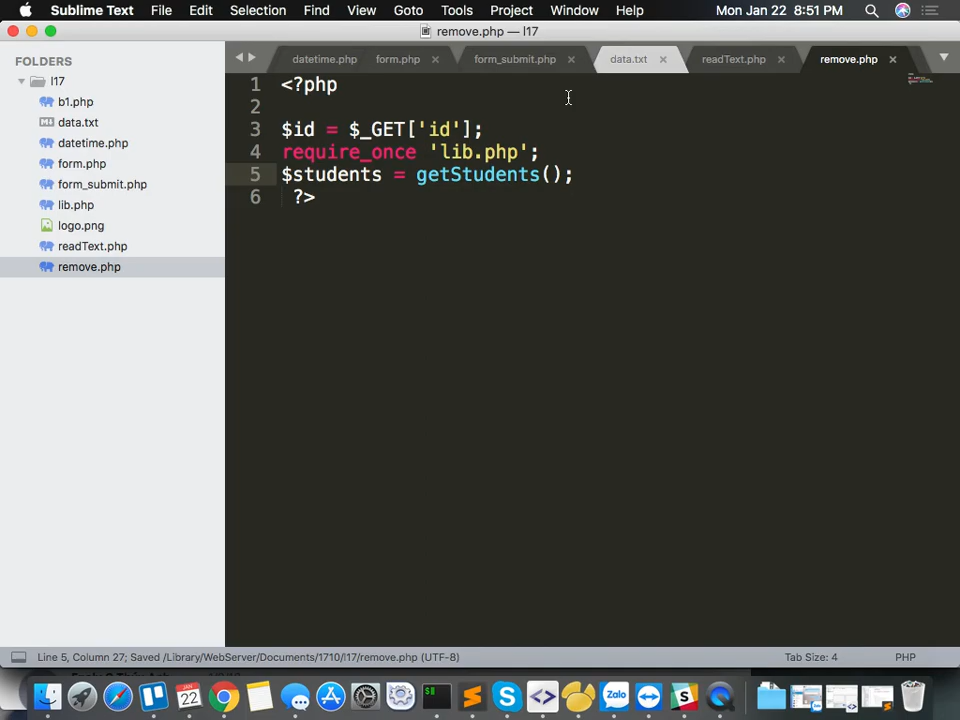 Sublime Text File Edit Selection Find View Goto Tools Project Window Help Mon Jan 22 8:51 PM
remove.php — l17
FOLDERS
l17
b1.php
data.txt
datetime.php
form.php
form_submit.php
lib.php
logo.png
readText.php
remove.php
datetime.php form.php form_submit.php data.txt readText.php remove.php
1 <?php
2
3 $id = $_GET['id'];
4 require_once 'lib.php';
5 $students = getStudents();
6 ?>
Line 5, Column 27; Saved /Library/WebServer/Documents/1710/l17/remove.php (UTF-8) Tab Size: 4 PHP
22
Zalo